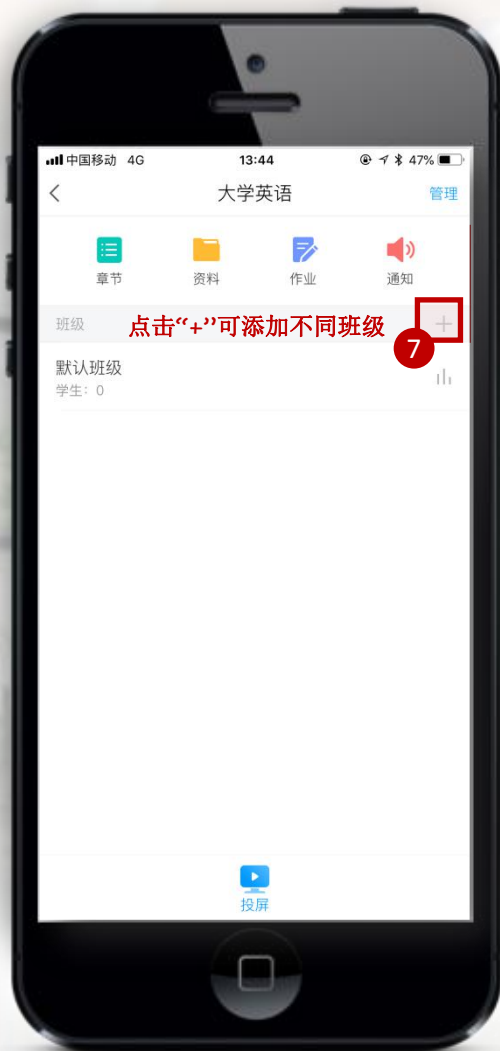 中国移动 4G 13:44 47%
大学英语 管理
章节 资料 作业 通知
班级 点击“+”可添加不同班级
7
默认班级
学生：0
投屏